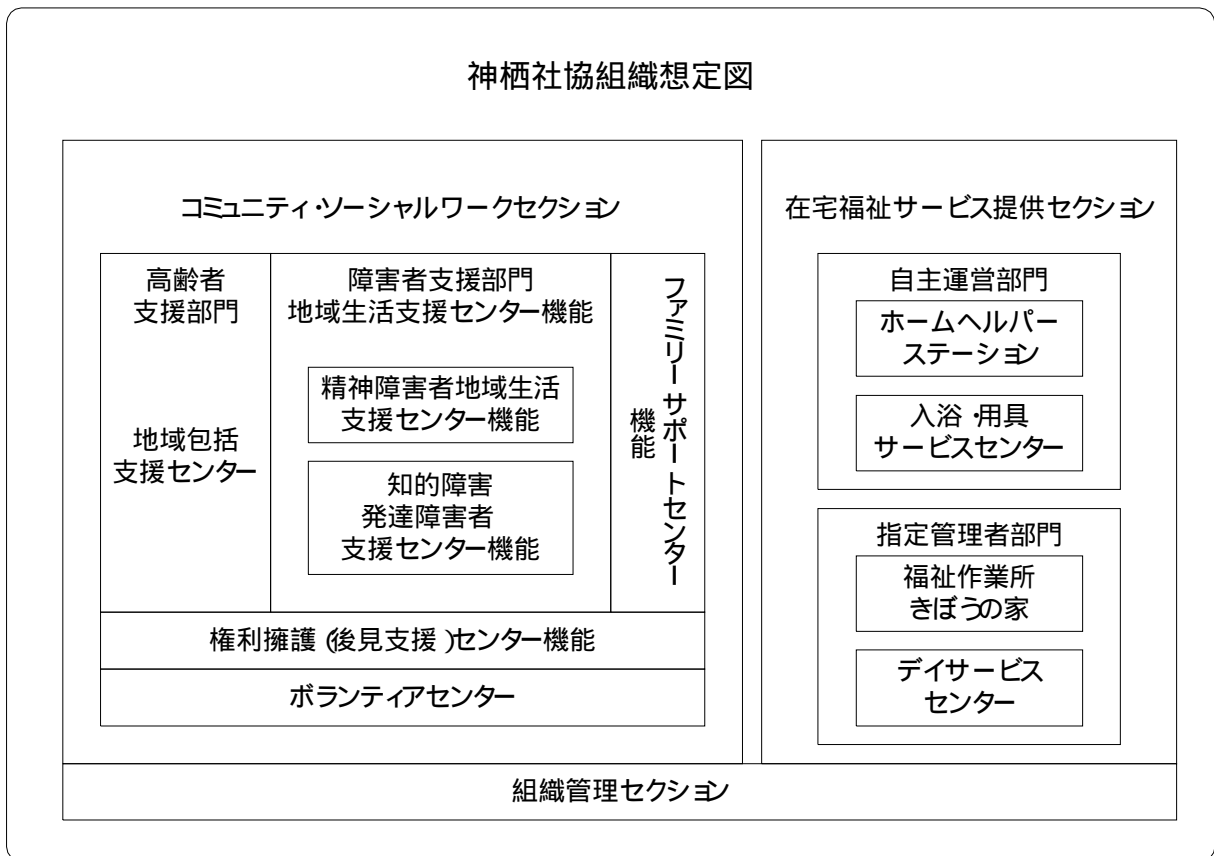 神栖社協組織想定図
コミュニティ・ソーシャルワークセクション
高齢者
支援部門
地域包括
支援センター
障害者支援部門
地域生活支援センター機能
精神障害者地域生活
支援センター機能
知的障害
発達障害者
支援センター機能
ファミリーサポートセンター
機能
権利擁護(後見支援)センター機能
ボランティアセンター
在宅福祉サービス提供セクション
自主運営部門
ホームヘルパー
ステーション
入浴・用具
サービスセンター
指定管理者部門
福祉作業所
きぼうの家
デイサービス
センター
組織管理セクション